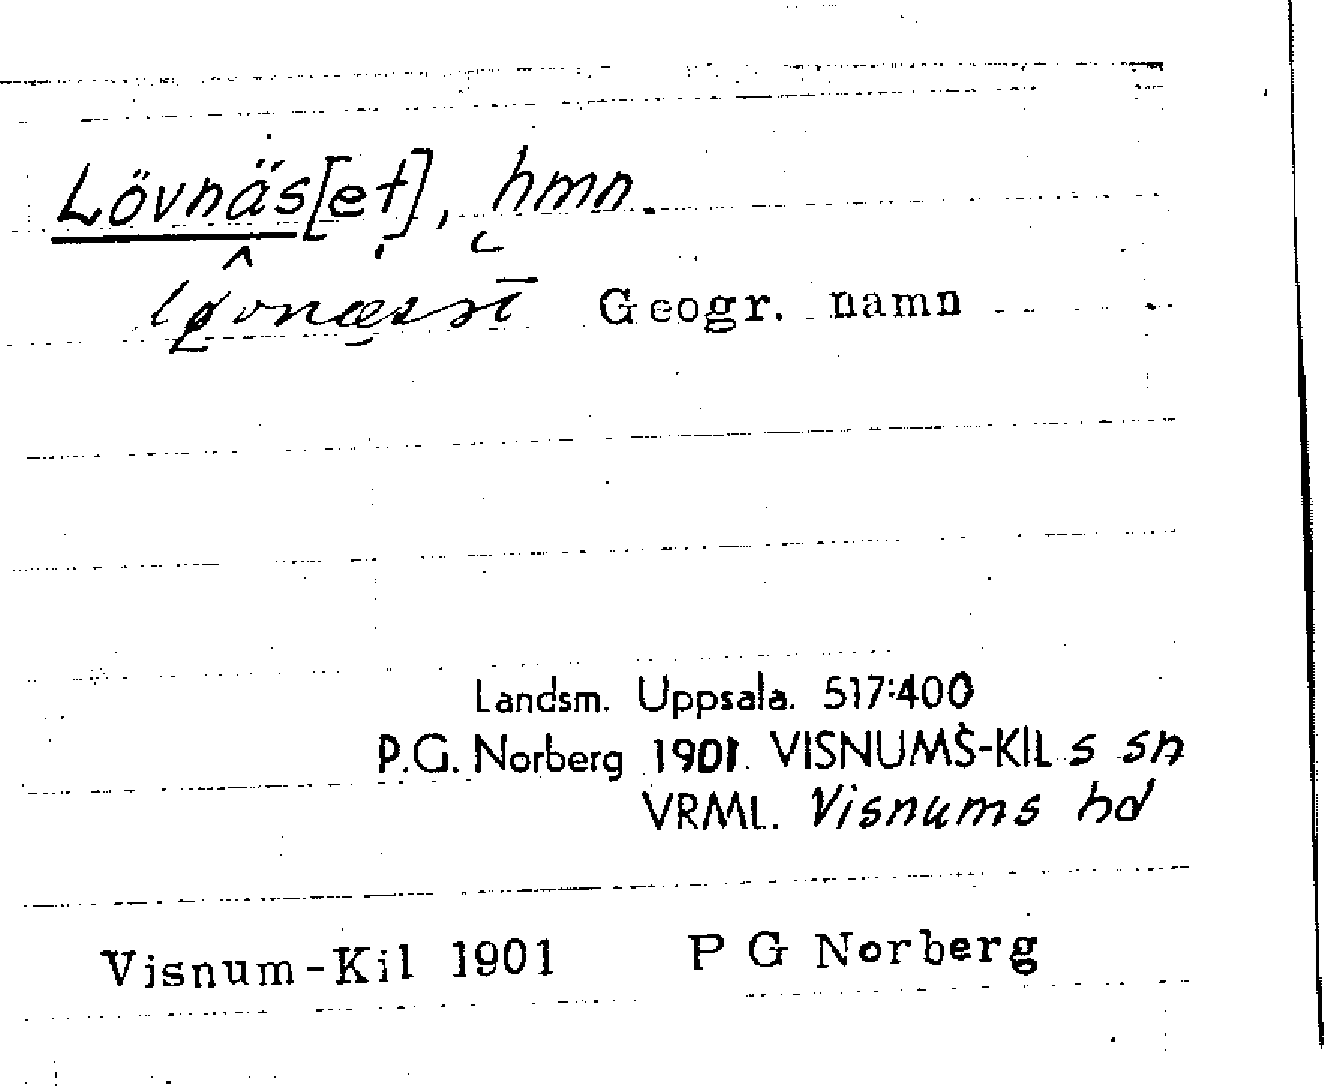 Lövnäs[et], hmn.
Geogr. namn
Landsm. Uppsala. 517:400
P.G. Norberg 1901. VISNUMS-KIL s sn
VRML. Visnums hd
Visnum-Kil 1901 P G Norberg